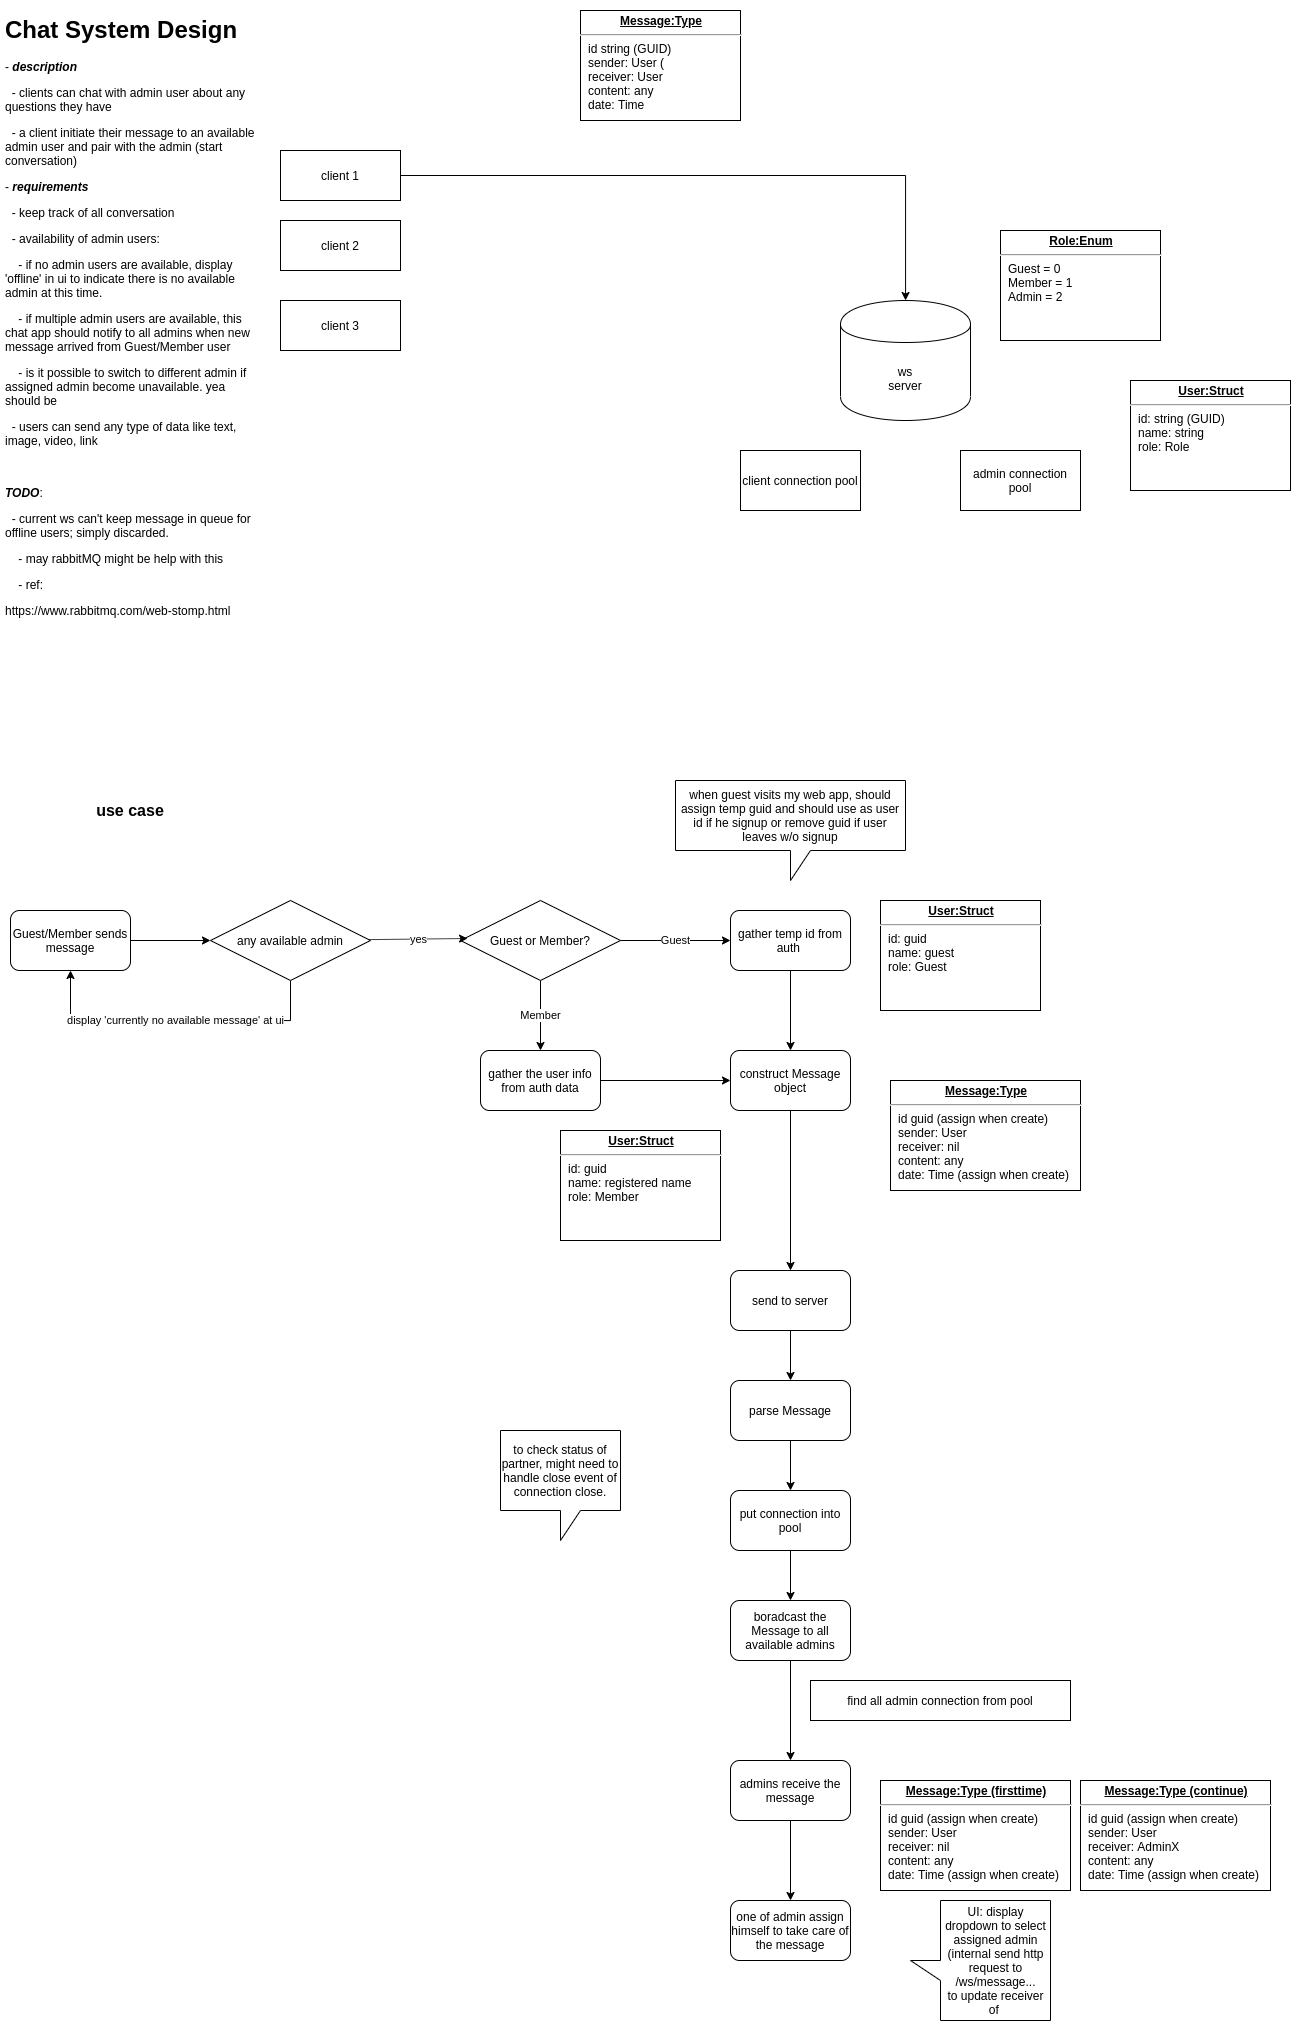 Chat System Design
- description
- clients can chat with admin user about any
questions they have
- a client initiate their message to an available
admin user and pair with the admin (start
conversation)
- requirements
- keep track of all conversation
- availability of admin users:
- if no admin users are available, display
'offline' in ui to indicate there is no available
admin at this time.
- if multiple admin users are available, this
chat app should notify to all admins when new
message arrived from Guest/Member user
- is it possible to switch to different admin if
assigned admin become unavailable. yea
should be
- users can send any type of data like text,
image, video, link
TODO:
- current ws can't keep message in queue for
offline users; simply discarded.
- may rabbitMQ might be help with this
- ref:
https://www.rabbitmq.com/web-stomp.html
Message:Type
id string (GUID)
sender: User (
receiver: User
content: any
date: Time
client 1
client 2
client 3
ws
server
client connection pool
admin connection
pool
Role:Enum
Guest = 0
Member = 1
Admin = 2
User:Struct
id: string (GUID)
name: string
role: Role
use case
when guest visits my web app, should
assign temp guid and should use as user
id if he signup or remove guid if user
leaves w/o signup
Guest/Member sends
message
any available admin
yes
Guest or Member?
Guest
gather temp id from
auth
User:Struct
id: guid
name: guest
role: Guest
display 'currently no available message' at ui
Member
gather the user info
from auth data
construct Message
object
Message:Type
id guid (assign when create)
sender: User
receiver: nil
content: any
date: Time (assign when create)
User:Struct
id: guid
name: registered name
role: Member
send to server
parse Message
to check status of
partner, might need to
handle close event of
connection close.
put connection into
pool
boradcast the
Message to all
available admins
find all admin connection from pool
admins receive the
message
Message:Type (firsttime)
id guid (assign when create)
sender: User
receiver: nil
content: any
date: Time (assign when create)
Message:Type (continue)
id guid (assign when create)
sender: User
receiver: AdminX
content: any
date: Time (assign when create)
one of admin assign
himself to take care of
the message
UI: display
dropdown to select
assigned admin
(internal send http
request to
/ws/message...
to update receiver
of